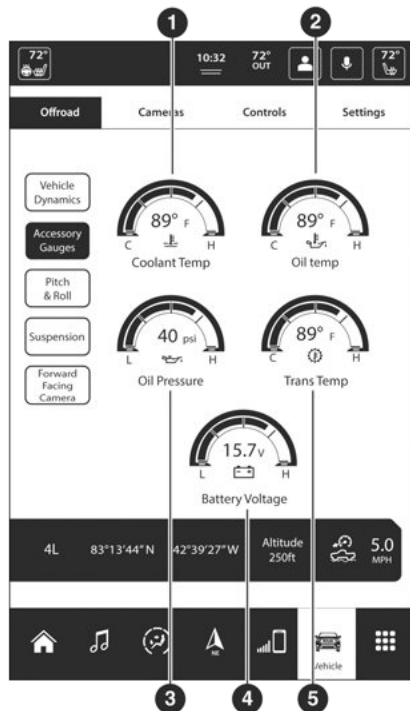 1 2
72° 10:32 72° OUT 72°
Offroad Cameras Controls Settings
Vehicle
Dynamics
Accessory
Gauges
Pitch
& Roll
Suspension
Forward
Facing
Camera
89° F
C H
Coolant Temp
89° F
C H
Oil temp
40 psi
L H
Oil Pressure
89° F
C H
Trans Temp
15.7 v
L H
Battery Voltage
4L 83°13'44" N 42°39'27" W Altitude
250ft
5.0
MPH
NE
Vehicle
3 4 5